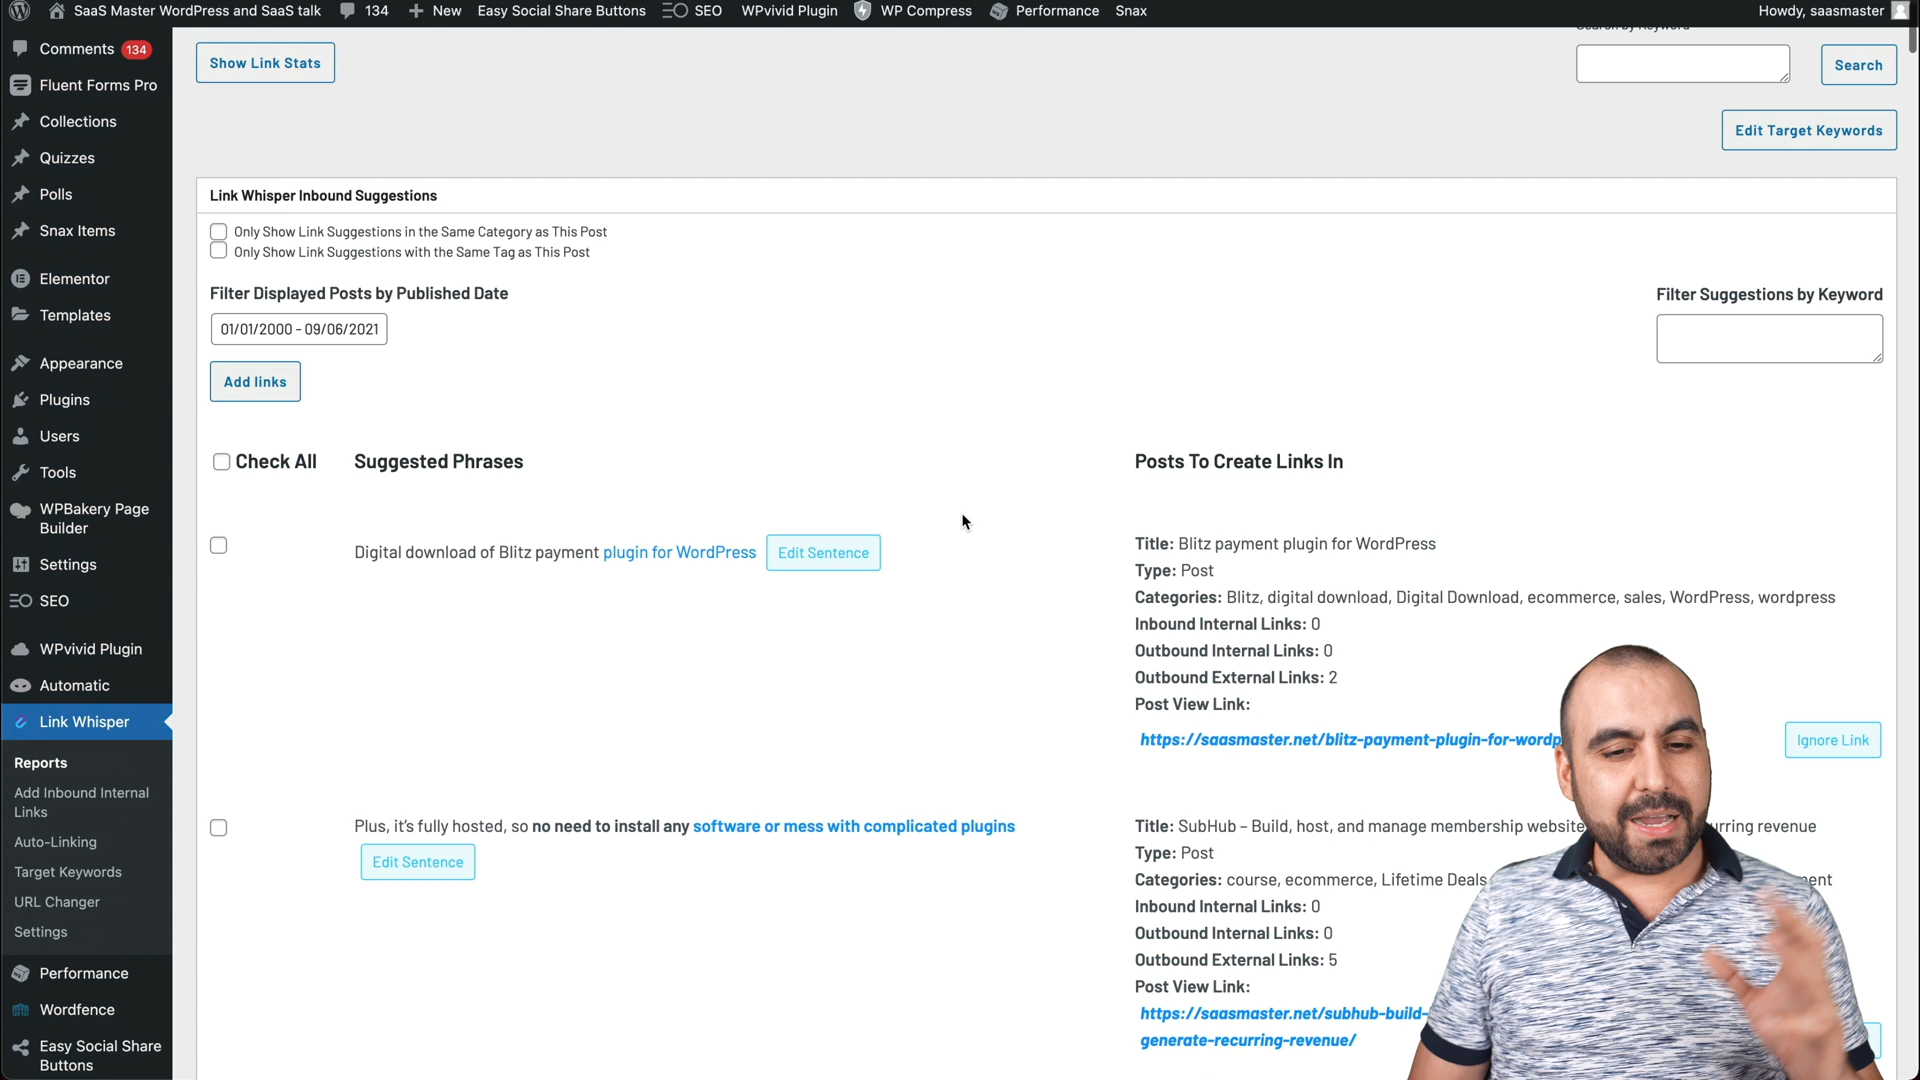 SaaS Master WordPress and SaaS talk 134 New Easy Social Share Buttons SEO WPvivid Plugin WP Compress Performance Snax Howdy, saasmaster
Comments 134
Fluent Forms Pro
Collections
Quizzes
Polls
Snax Items
Elementor
Templates
Appearance
Plugins
Users
Tools
WPBakery Page
Builder
Settings
SEO
WPvivid Plugin
Automatic
Link Whisper
Reports
Add Inbound Internal
Links
Auto-Linking
Target Keywords
URL Changer
Settings
Performance
Wordfence
Easy Social Share
Buttons
Show Link Stats
Search by Keyword
Search
Edit Target Keywords
Link Whisper Inbound Suggestions
Only Show Link Suggestions in the Same Category as This Post
Only Show Link Suggestions with the Same Tag as This Post
Filter Displayed Posts by Published Date
Filter Suggestions by Keyword
01/01/2000 - 09/06/2021
Add links
Check All Suggested Phrases Posts To Create Links In
Digital download of Blitz payment plugin for WordPress Edit Sentence
Title: Blitz payment plugin for WordPress
Type: Post
Categories: Blitz, digital download, Digital Download, ecommerce, sales, WordPress, wordpress
Inbound Internal Links: 0
Outbound Internal Links: 0
Outbound External Links: 2
Post View Link:
https://saasmaster.net/blitz-payment-plugin-for-wordp
Ignore Link
Plus, it's fully hosted, so no need to install any software or mess with complicated plugins
Edit Sentence
Title: SubHub – Build, host, and manage membership website urring revenue
Type: Post
Categories: course, ecommerce, Lifetime Deals ent
Inbound Internal Links: 0
Outbound Internal Links: 0
Outbound External Links: 5
Post View Link:
https://saasmaster.net/subhub-build-
generate-recurring-revenue/